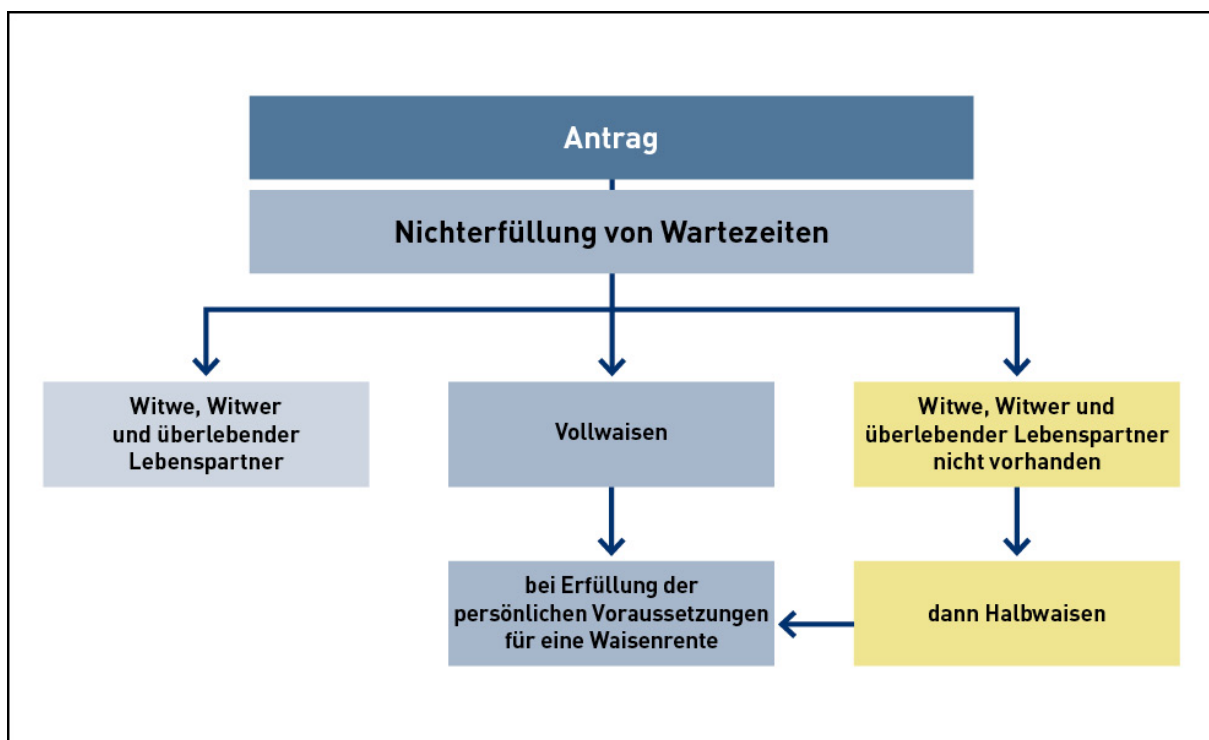 Antrag
Nichterfüllung von Wartezeiten
Witwe, Witwer
und überlebender
Lebenspartner
Vollwaisen
Witwe, Witwer und
überlebender Lebenspartner
nicht vorhanden
bei Erfüllung der
persönlichen Voraussetzungen
für eine Waisenrente
dann Halbwaisen